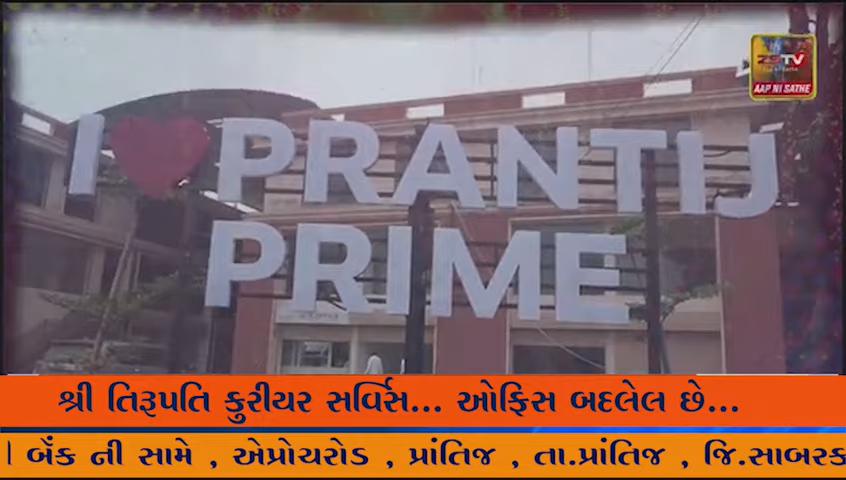 ZSTV
AAP NI SATHE
I ❤ PRANTIJ
PRIME
શ્રી તિરૂપતિ કુરીયર સર્વિસ... ઓફિસ બદલેલ છે...
બેંક ની સામે , એપ્રોચરોડ , પ્રાંતિજ , તા.પ્રાંતિજ , જિ.સાબરક